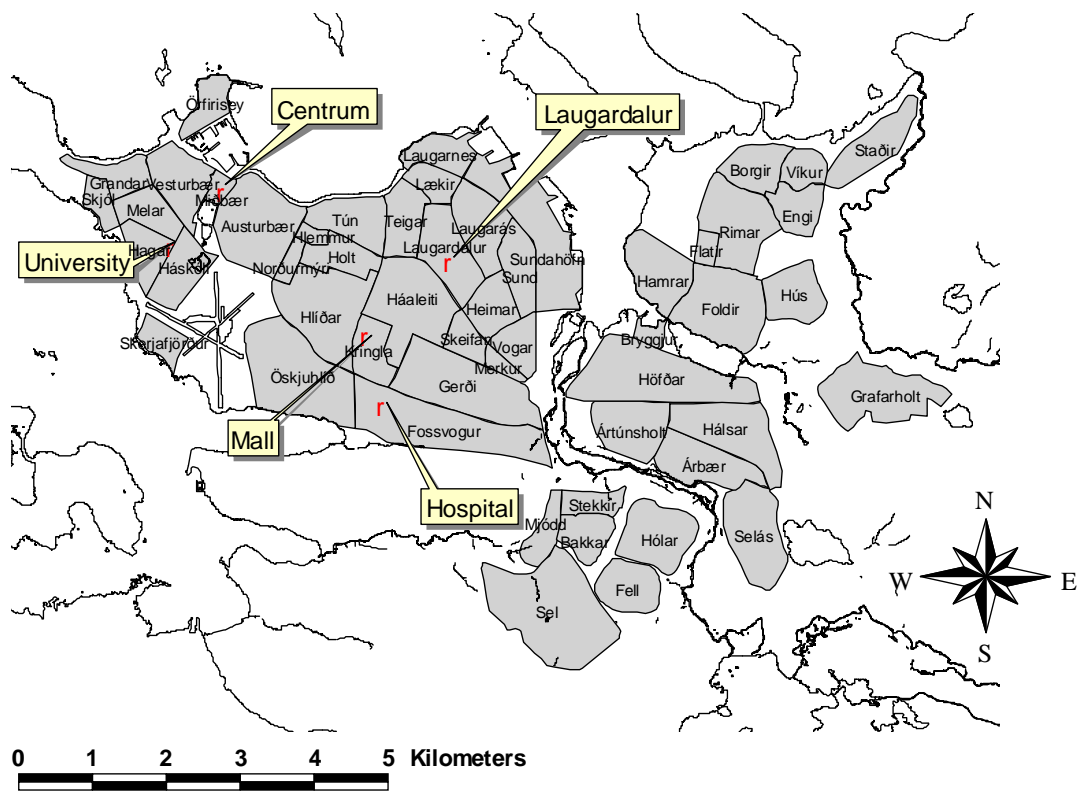 Örfirisey
Centrum
Laugardalur
Staðir
Laugarnes
Borgir
Víkur
Grandar
Vesturbær
r
Skjól
Miðbær
Lækir
Melar
Engi
Tún
Teigar
Austurbær
Laugarás
Rimar
Hlemmur
Hagar
r
Laugardalur
Flatir
University
Háskóli
Norðurmýri
Holt
r
Sundahöfn
Sund
Hamrar
Hús
Háaleiti
Heimar
Foldir
Hlíðar
r
Skerjafjörður
Skeifan
Bryggjur
Kringla
Vogar
Merkur
Öskjuhlíð
Gerði
Höfðar
Grafarholt
r
Mall
Fossvogur
Ártúnsholt
Hálsar
Árbær
Hospital
Stekkir
N
Mjódd
Bakkar
Hólar
Selás
W
E
Fell
Sel
S
0 1 2 3 4 5 Kilometers